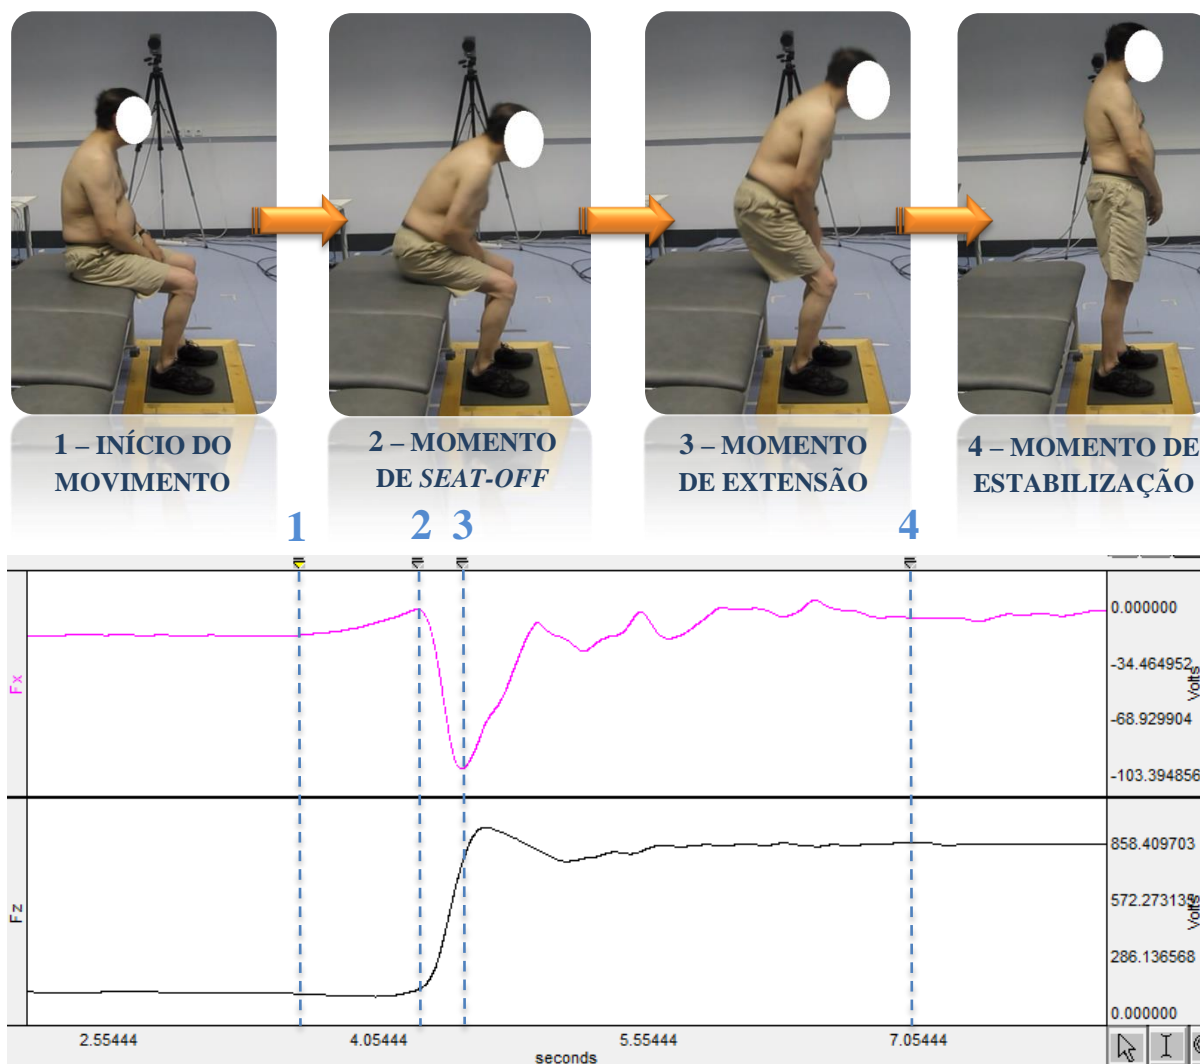 1 – INÍCIO DO
MOVIMENTO
2 – MOMENTO
DE SEAT-OFF
3 – MOMENTO
DE EXTENSÃO
4 – MOMENTO DE
ESTABILIZAÇÃO
1
2
3
4
Fx
0.000000
-34.464952
-68.929904
-103.394856
Volts
Fz
858.409703
572.273135
286.136568
0.000000
Volts
2.55444
4.05444
5.55444
7.05444
seconds